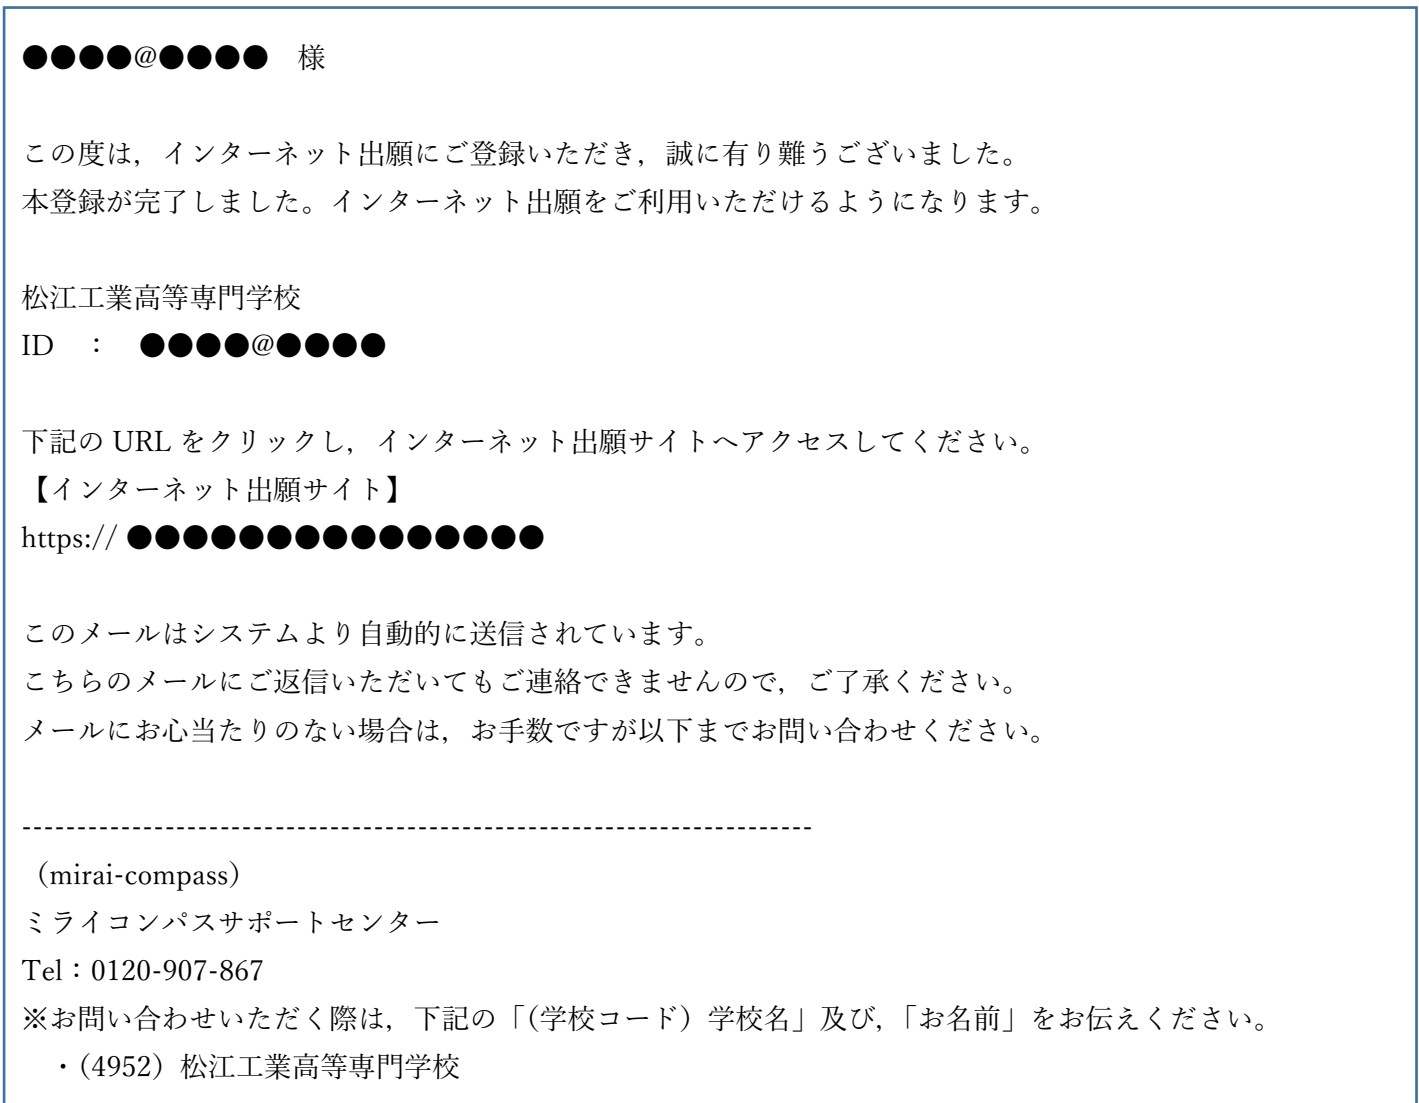 ●●●●@●●●●　様
この度は，インターネット出願にご登録いただき，誠に有り難うございました。
本登録が完了しました。インターネット出願をご利用いただけるようになります。
松江工業高等専門学校
ID　：　●●●●@●●●●
下記の URL をクリックし，インターネット出願サイトへアクセスしてください。
【インターネット出願サイト】
https:// ●●●●●●●●●●●●●●●
このメールはシステムより自動的に送信されています。
こちらのメールにご返信いただいてもご連絡できませんので，ご了承ください。
メールにお心当たりのない場合は，お手数ですが以下までお問い合わせください。
------------------------------------------------------------------------
（mirai-compass）
ミライコンパスサポートセンター
Tel：0120-907-867
※お問い合わせいただく際は，下記の「（学校コード）学校名」及び，「お名前」をお伝えください。
・（4952）松江工業高等専門学校